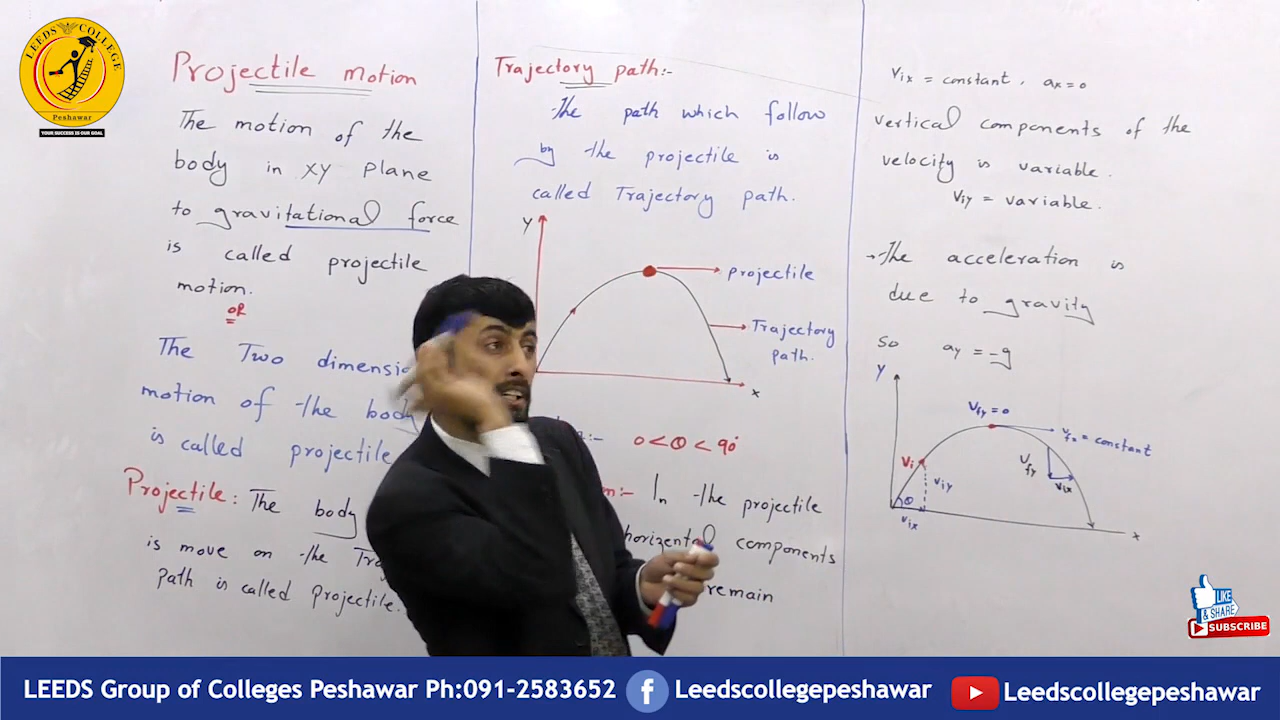 LEEDS COLLEGE
Peshawar
YOUR SUCCESS IS OUR GOAL
Projectile motion
The motion of the
body in xy plane
to gravitational force
is called projectile
motion.
OR
The Two dimensi
motion of the body
is called projectile
Projectile: The body
is move on the Tra
Path is called projectile.
Trajectory path:-
The path which follow
by the projectile is
called Trajectory path.
Y
projectile
Trajectory
path.
x
:- 0 < θ < 90°
:- In the projectile
horizental components
remain
Vix = constant, ax = 0
vertical components of the
velocity is variable.
Viy = variable.
→ The acceleration is
due to gravity
so ay = -g
Y
Vfy = 0
Vfx = constant
Vi
Viy
Vfy
Vix
θ
Vix
x
LIKE
& SHARE
SUBSCRIBE
LEEDS Group of Colleges Peshawar Ph:091-2583652 f Leedscollegepeshawar Leedscollegepeshawar